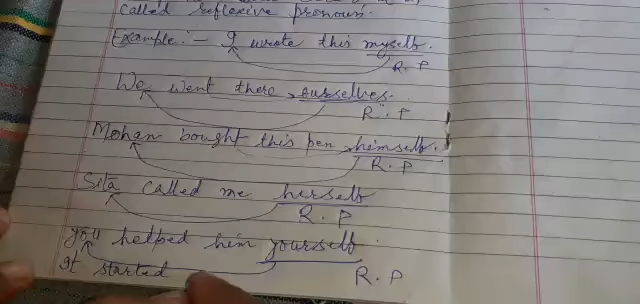 called reflexive pronoun.
Example:- I wrote this myself.
R. P
We went there ourselves.
R. P
Mohan bought this pen himself.
R. P
Sita called me herself
R. P
You helped him yourself.
R. P
It started